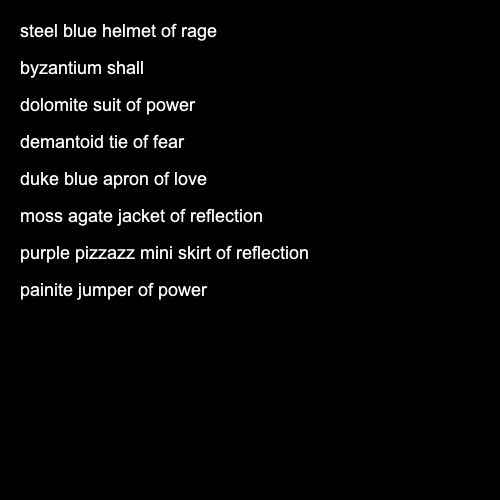 steel blue helmet of rage
byzantium shall
dolomite suit of power
demantoid tie of fear
duke blue apron of love
moss agate jacket of reflection
purple pizzazz mini skirt of reflection
painite jumper of power